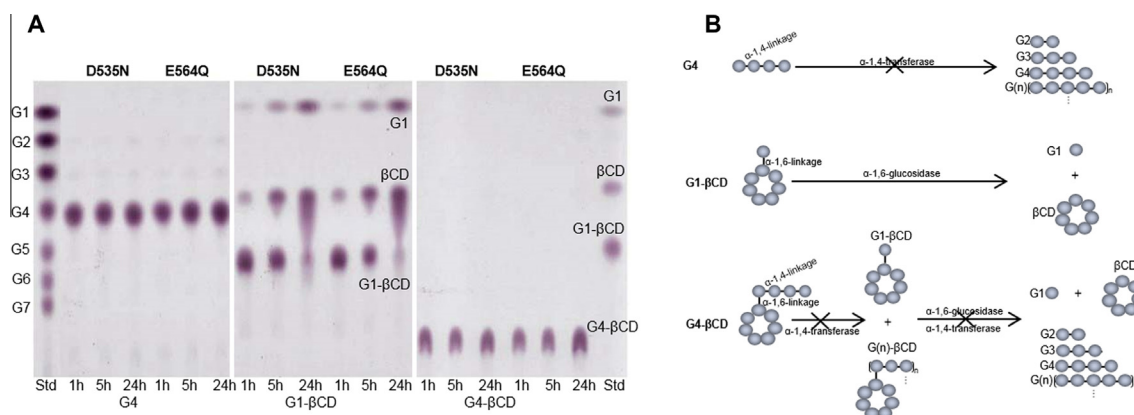 A
D535N E564Q D535N E564Q D535N E564Q
G1
G2
G3
G4
G5
G6
G7
G1
βCD
G1-βCD
G4-βCD
G1
βCD
G1-βCD
Std 1h 5h 24h 1h 5h 24h 1h 5h 24h 1h 5h 24h 1h 5h 24h 1h 5h 24h Std
G4 G1-βCD G4-βCD
B
G4
α-1,4-linkage
α-1,4-transferase
G2
G3
G4
G(n) n
G1-βCD
α-1,6-linkage
α-1,6-glucosidase
G1
+
βCD
G4-βCD
α-1,4-linkage
α-1,6-linkage
α-1,4-transferase
G1-βCD
+
G(n)-βCD
n
α-1,6-glucosidase
α-1,4-transferase
G1 +
βCD
G2
G3
G4
G(n) n